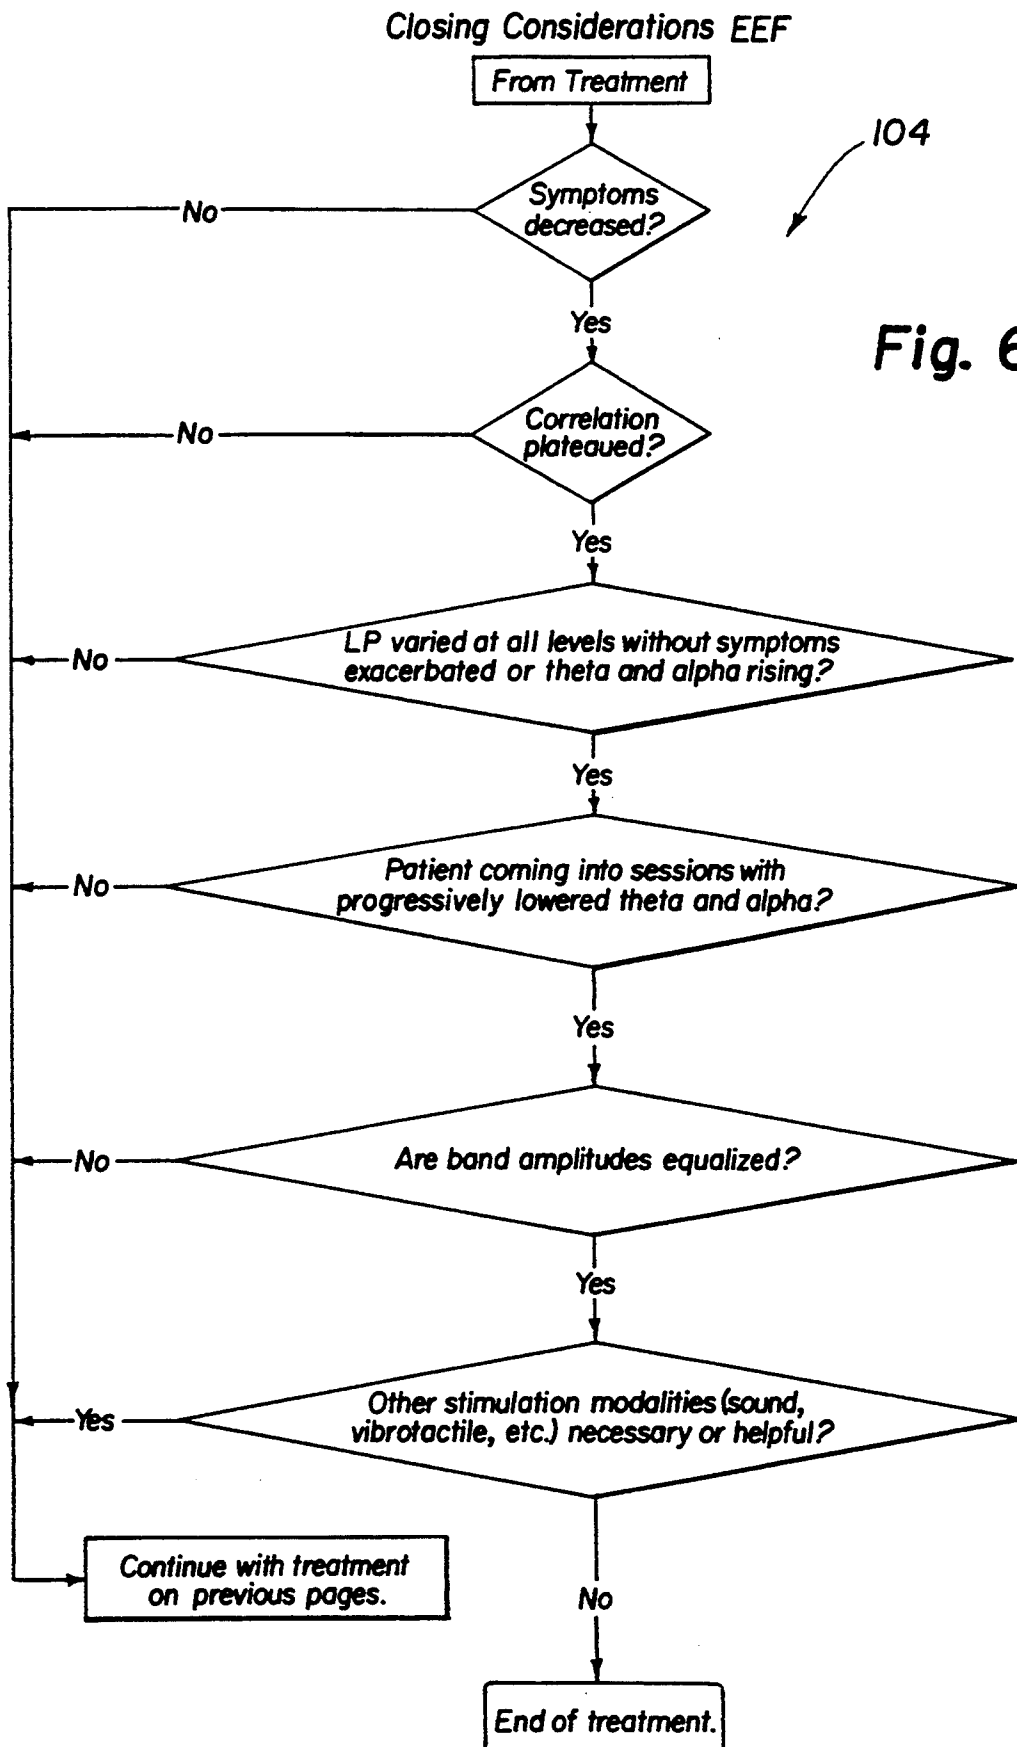 Closing Considerations EEF
From Treatment
104
Symptoms
decreased?
No
Yes
Fig. 6
Correlation
plateaued?
No
Yes
LP varied at all levels without symptoms
exacerbated or theta and alpha rising?
No
Yes
Patient coming into sessions with
progressively lowered theta and alpha?
No
Yes
Are band amplitudes equalized?
No
Yes
Other stimulation modalities (sound,
vibrotactile, etc.) necessary or helpful?
Yes
Continue with treatment
on previous pages.
No
End of treatment.